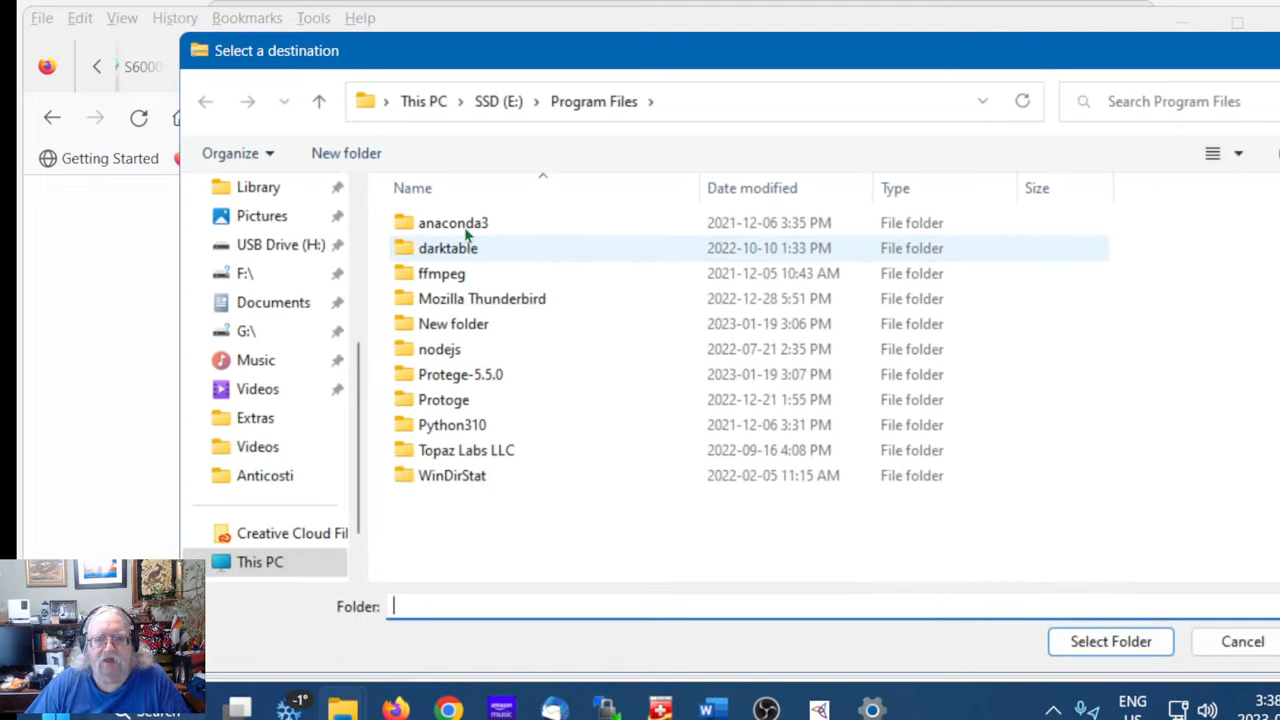 File Edit View History Bookmarks Tools Help
Select a destination
S6000
This PC > SSD (E:) > Program Files >
Search Program Files
Organize New folder
Getting Started
Name Date modified Type Size
Library
Pictures
USB Drive (H:)
F:\
Documents
G:\
Music
Videos
Extras
Videos
Anticosti
Creative Cloud Fil
This PC
anaconda3 2021-12-06 3:35 PM File folder
darktable 2022-10-10 1:33 PM File folder
ffmpeg 2021-12-05 10:43 AM File folder
Mozilla Thunderbird 2022-12-28 5:51 PM File folder
New folder 2023-01-19 3:06 PM File folder
nodejs 2022-07-21 2:35 PM File folder
Protege-5.5.0 2023-01-19 3:07 PM File folder
Protoge 2022-12-21 1:55 PM File folder
Python310 2021-12-06 3:31 PM File folder
Topaz Labs LLC 2022-09-16 4:08 PM File folder
WinDirStat 2022-02-05 11:15 AM File folder
Folder:
Select Folder Cancel
Search
-1°
amazon
music
ENG
US
3:38